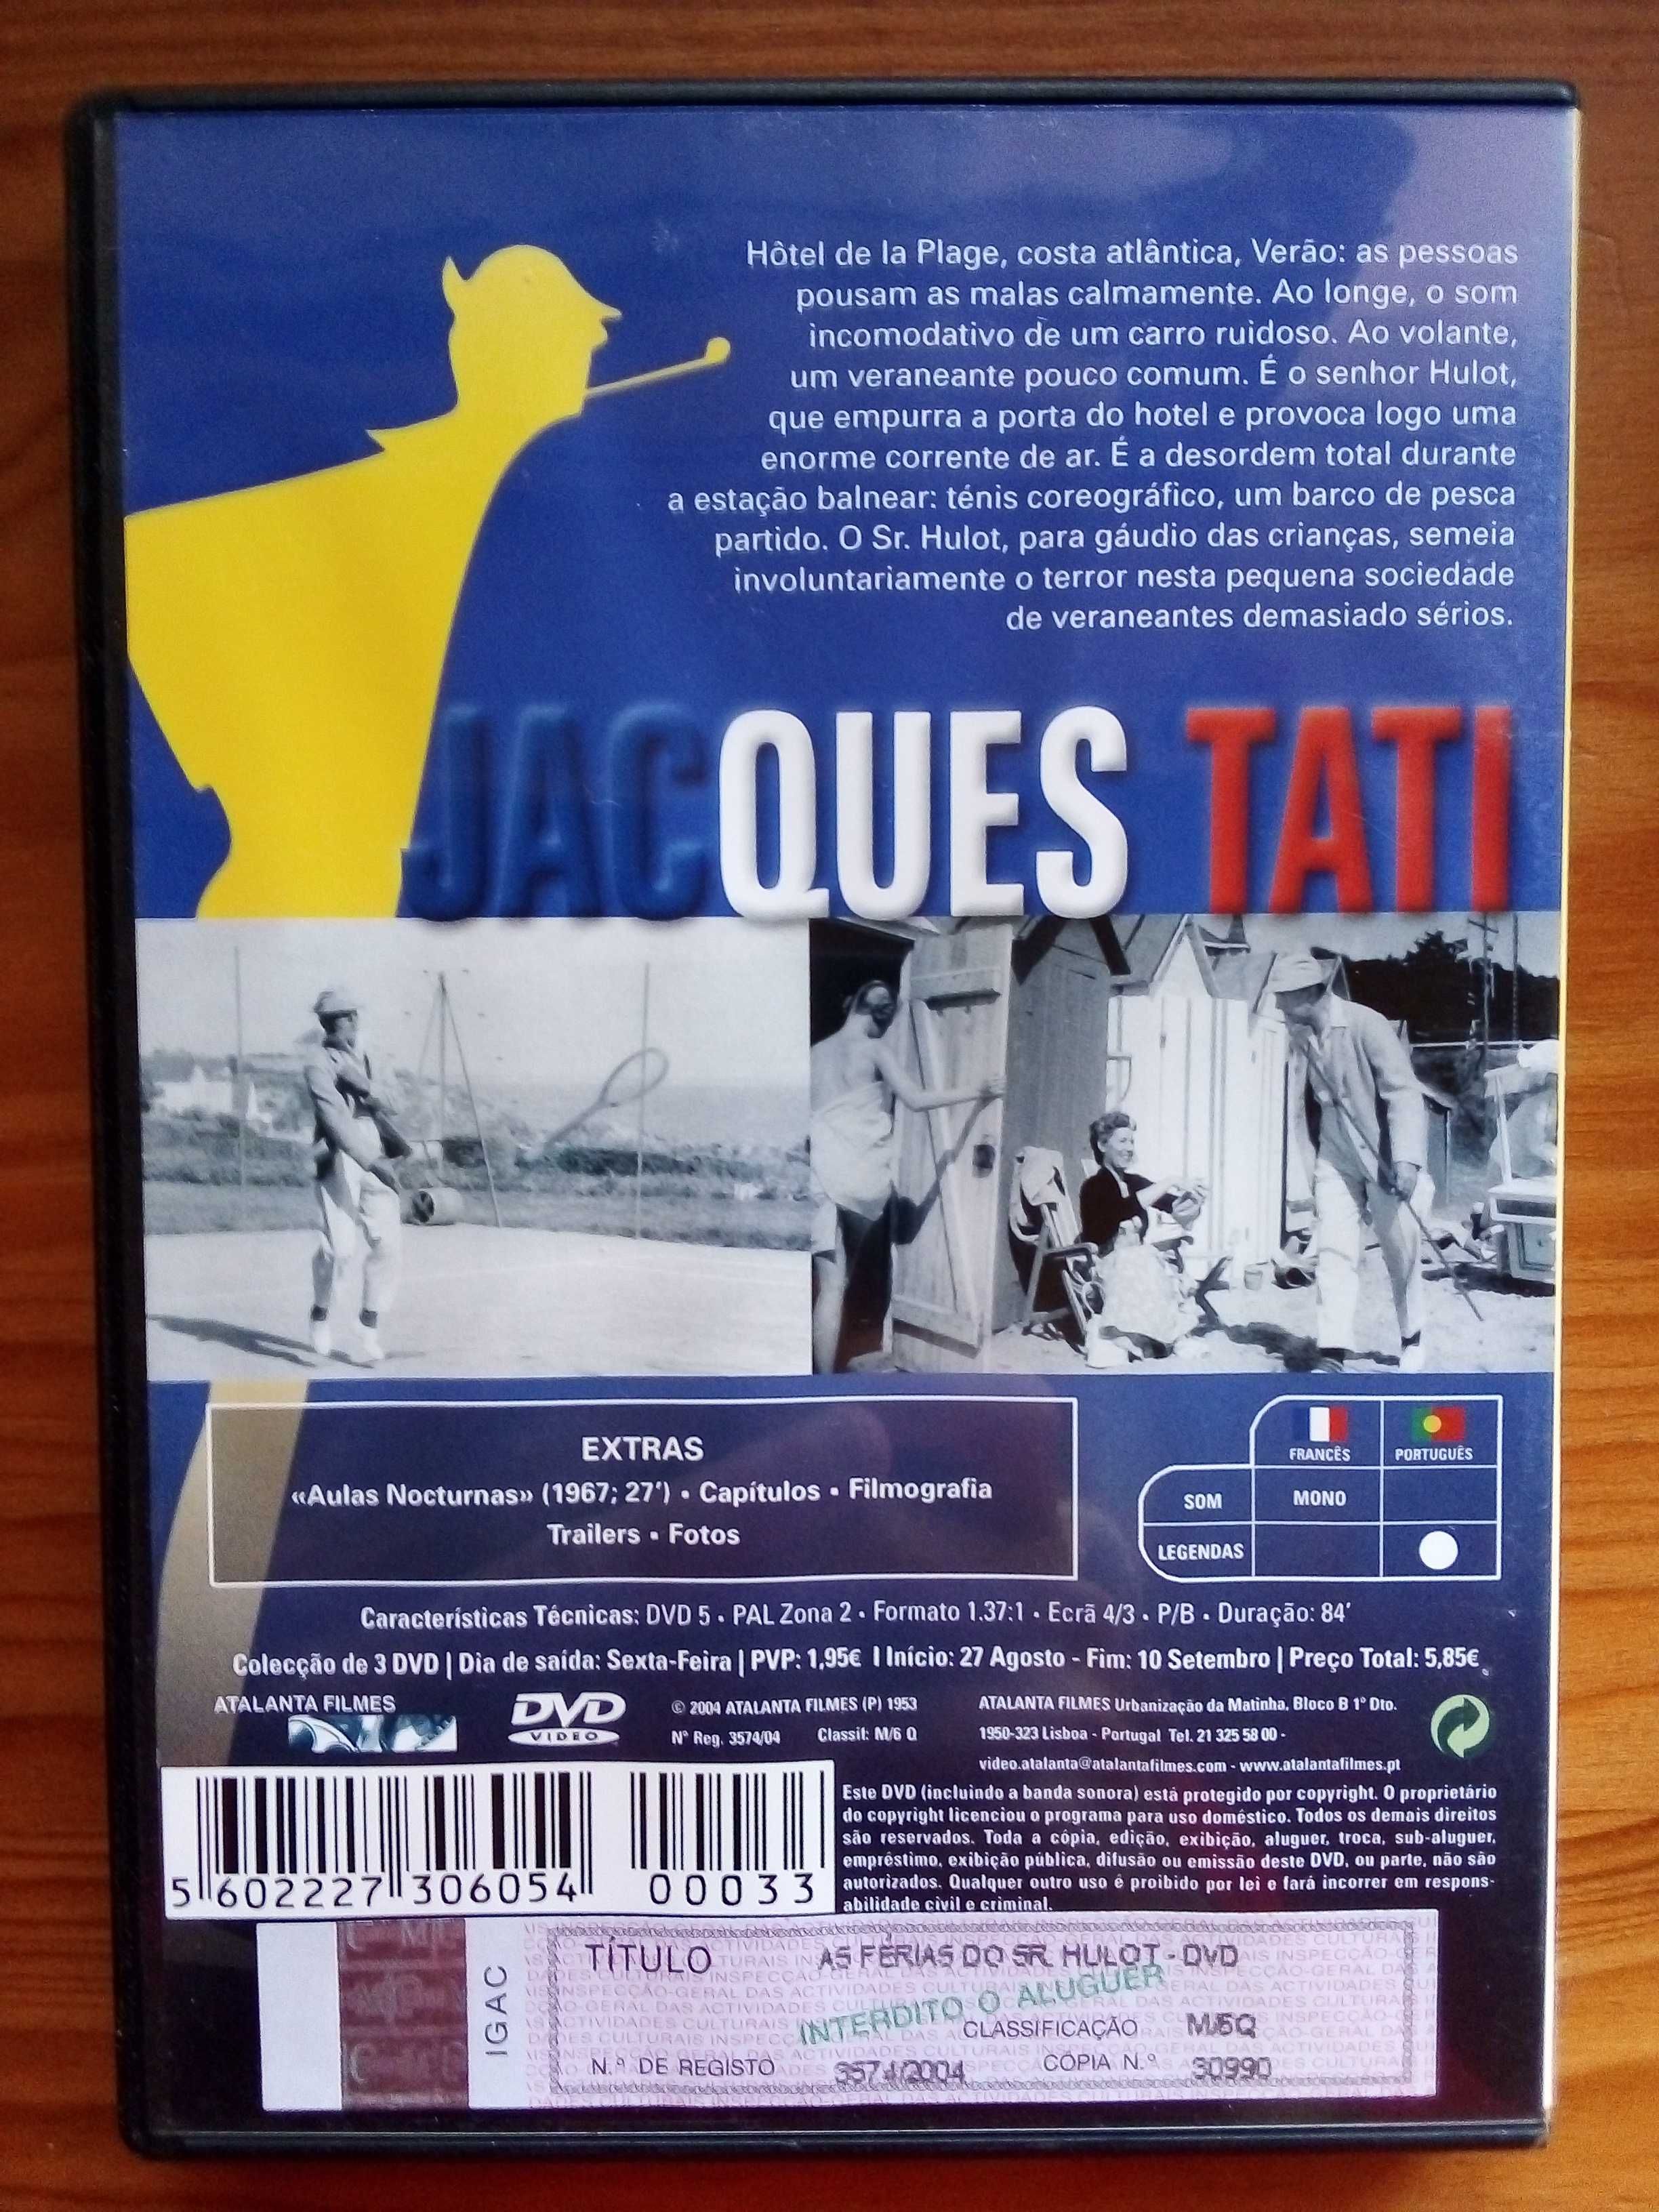 Hôtel de la Plage, costa atlântica, Verão: as pessoas
pousam as malas calmamente. Ao longe, o som
incomodativo de um carro ruidoso. Ao volante,
um veraneante pouco comum. É o senhor Hulot,
que empurra a porta do hotel e provoca logo uma
enorme corrente de ar. É a desordem total durante
a estação balnear: ténis coreográfico, um barco de pesca
partido. O Sr. Hulot, para gáudio das crianças, semeia
involuntariamente o terror nesta pequena sociedade
de veraneantes demasiado sérios.
JACQUES TATI
EXTRAS
«Aulas Nocturnas» (1967; 27') • Capítulos • Filmografia
Trailers • Fotos
FRANCÊS PORTUGUÊS
SOM MONO
LEGENDAS
Características Técnicas: DVD 5 • PAL Zona 2 • Formato 1.37:1 • Ecrã 4/3 • P/B • Duração: 84'
Colecção de 3 DVD | Dia de saída: Sexta-Feira | PVP: 1,95€ | Início: 27 Agosto - Fim: 10 Setembro | Preço Total: 5,85€
ATALANTA FILMES
DVD
VIDEO
© 2004 ATALANTA FILMES (P) 1953
Nº Reg. 3574/04 Classif: M/6 Q
ATALANTA FILMES Urbanização da Matinha, Bloco B 1º Dto.
1950-323 Lisboa - Portugal Tel. 21 325 58 00 -
video.atalanta@atalantafilmes.com - www.atalantafilmes.pt
Este DVD (incluindo a banda sonora) está protegido por copyright. O proprietário
do copyright licenciou o programa para uso doméstico. Todos os demais direitos
são reservados. Toda a cópia, edição, exibição, aluguer, troca, sub-aluguer,
empréstimo, exibição pública, difusão ou emissão deste DVD, ou parte, não são
autorizados. Qualquer outro uso é proibido por lei e fará incorrer em respons-
abilidade civil e criminal.
5 602227 306054 00033
IGAC
TÍTULO AS FÉRIAS DO SR. HULOT - DVD
INTERDITO O ALUGUER
CLASSIFICAÇÃO M/6Q
N.º DE REGISTO 3574/2004 CÓPIA N.º 30990